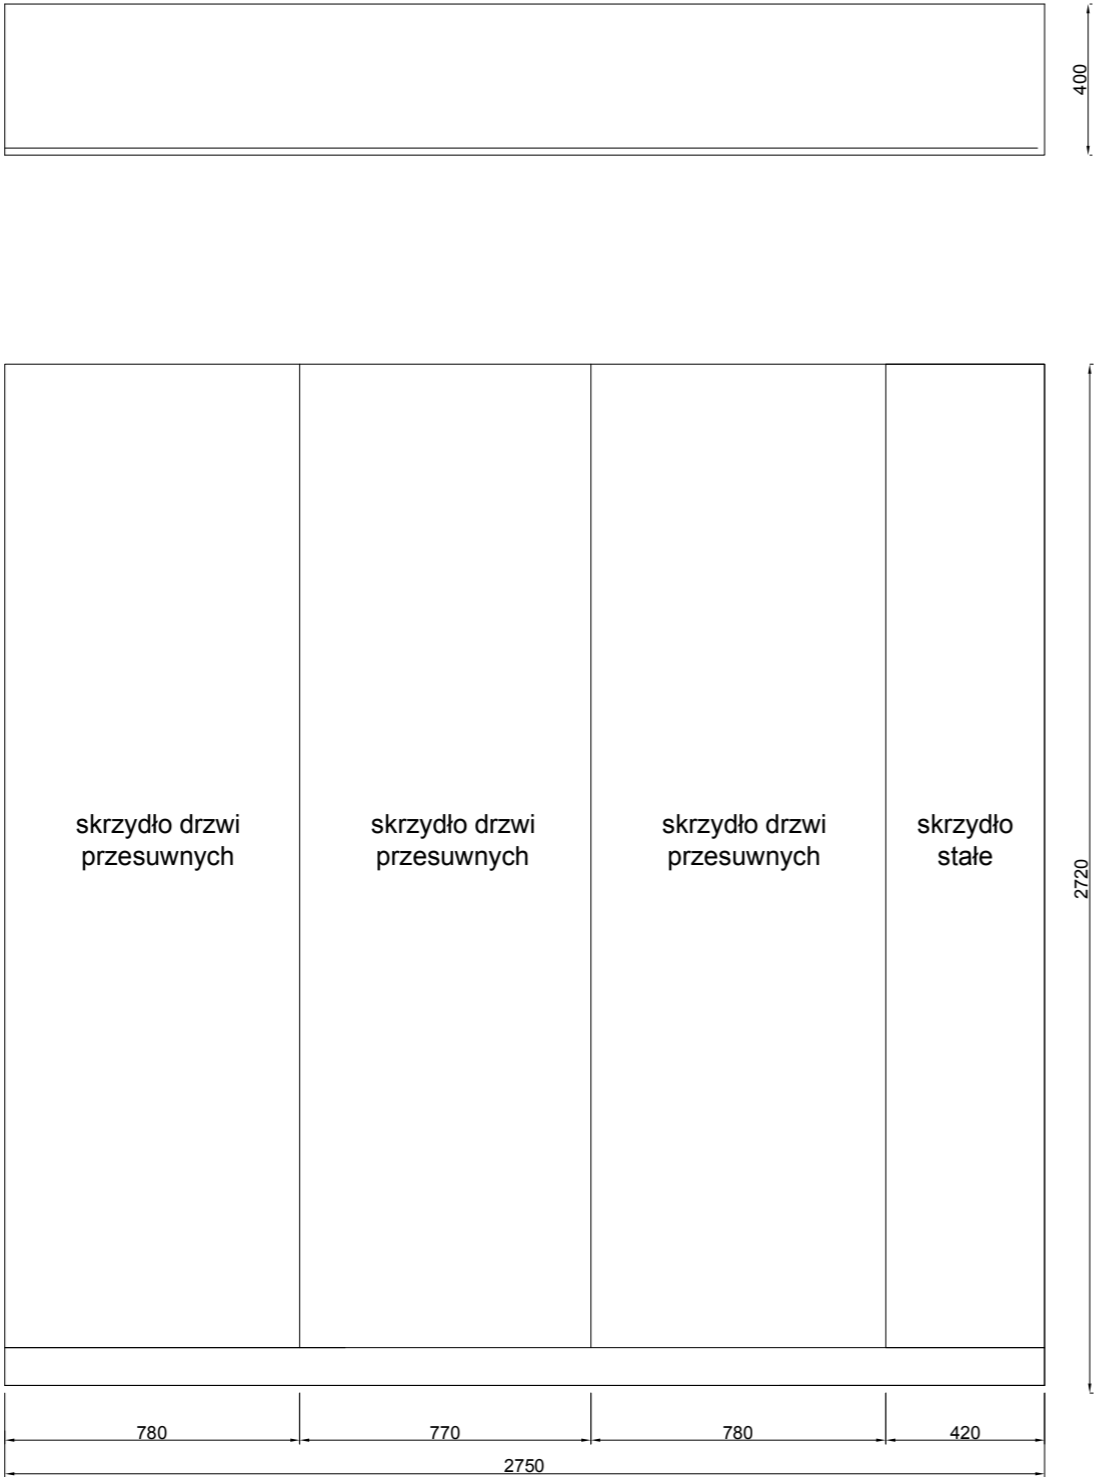 400
skrzydło drzwi
przesuwnych
skrzydło drzwi
przesuwnych
skrzydło drzwi
przesuwnych
skrzydło
stałe
2720
780
770
780
420
2750